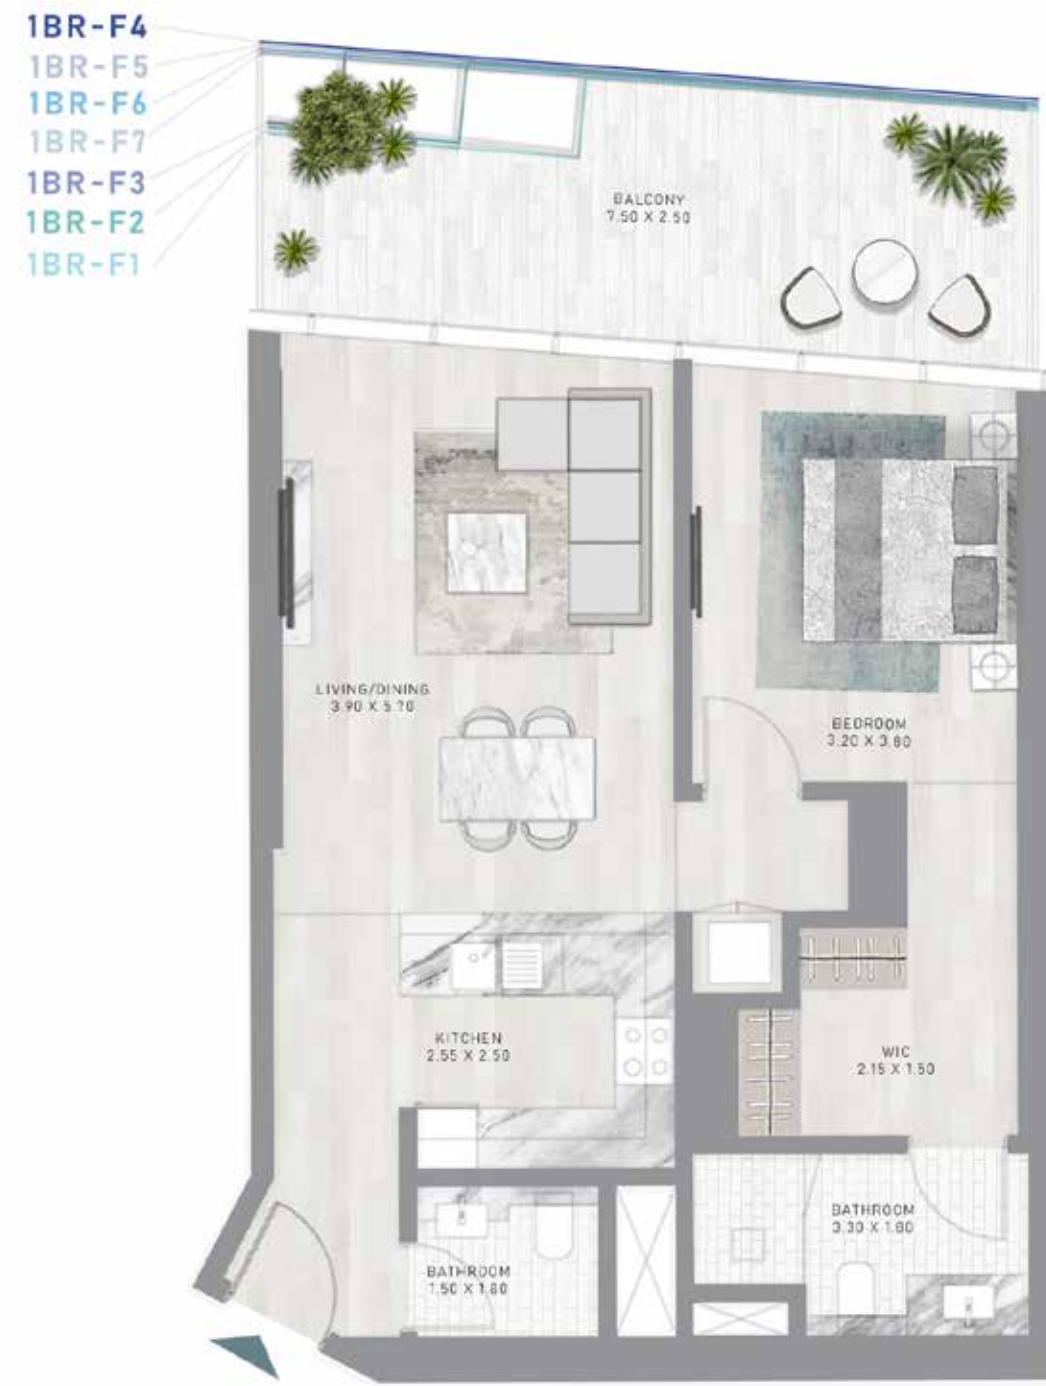 1BR-F4
1BR-F5
1BR-F6
1BR-F7
1BR-F3
1BR-F2
1BR-F1
BALCONY
7.50 X 2.50
LIVING/DINING
3.90 X 5.70
BEDROOM
3.20 X 3.80
KITCHEN
2.55 X 2.50
WIC
2.15 X 1.50
BATHROOM
3.30 X 1.80
BATHROOM
1.50 X 1.80